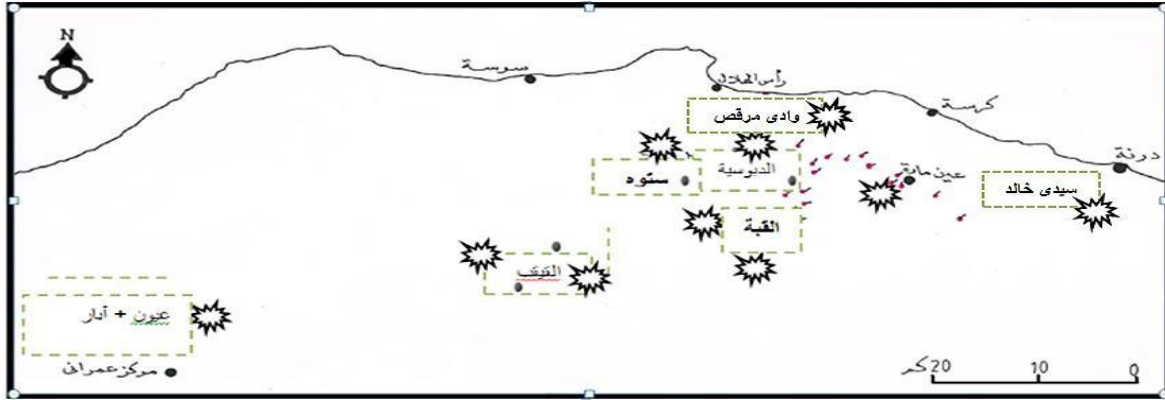 N
سوسة
رأس الهلال
كرسة
وادى مرقص
درنة
الدبوسية
ستوه
عين مارة
سيدى خالد
القبة
القيقب
عيون + آبار
مركز عمرانى
20 كم 10 0